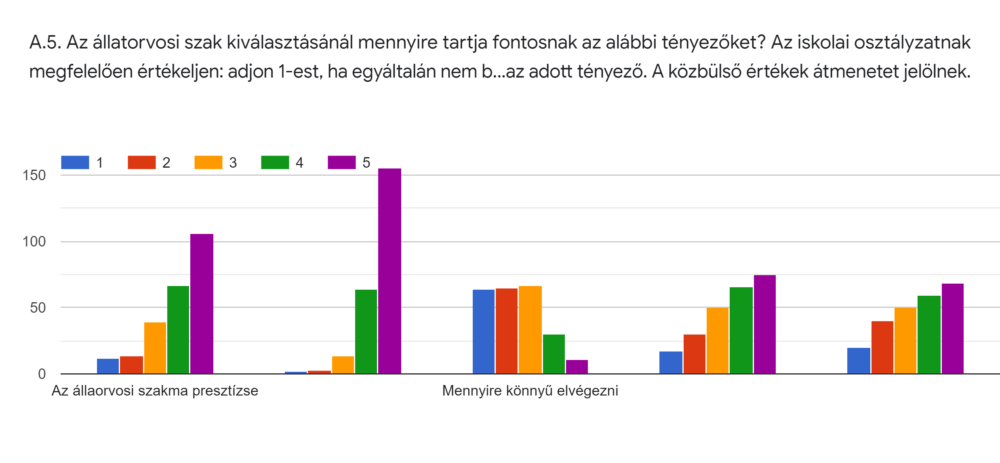 A.5. Az állatorvosi szak kiválasztásánál mennyire tartja fontosnak az alábbi tényezőket? Az iskolai osztályzatnak
megfelelően értékeljen: adjon 1-est, ha egyáltalán nem b...az adott tényező. A közbülső értékek átmenetet jelölnek.
1 2 3 4 5
150
100
50
0
Az állaorvosi szakma presztízse Mennyire könnyű elvégezni